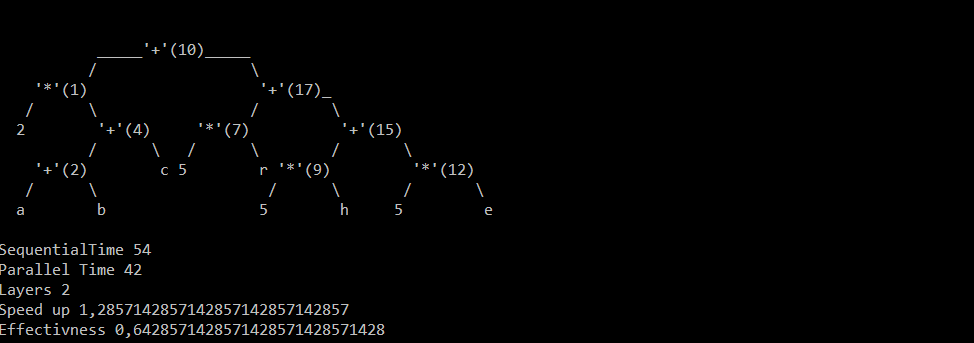 _____'+'(10)_____
/ \
'*'(1) '+'(17)_
/ \ / \
2 '+'(4) '*'(7) '+'(15)
/ \ / \ / \
'+'(2) c 5 r '*'(9) '*'(12)
/ \ / \ / \
a b 5 h 5 e
SequentialTime 54
Parallel Time 42
Layers 2
Speed up 1,2857142857142857142857142857
Effectivness 0,6428571428571428571428571428